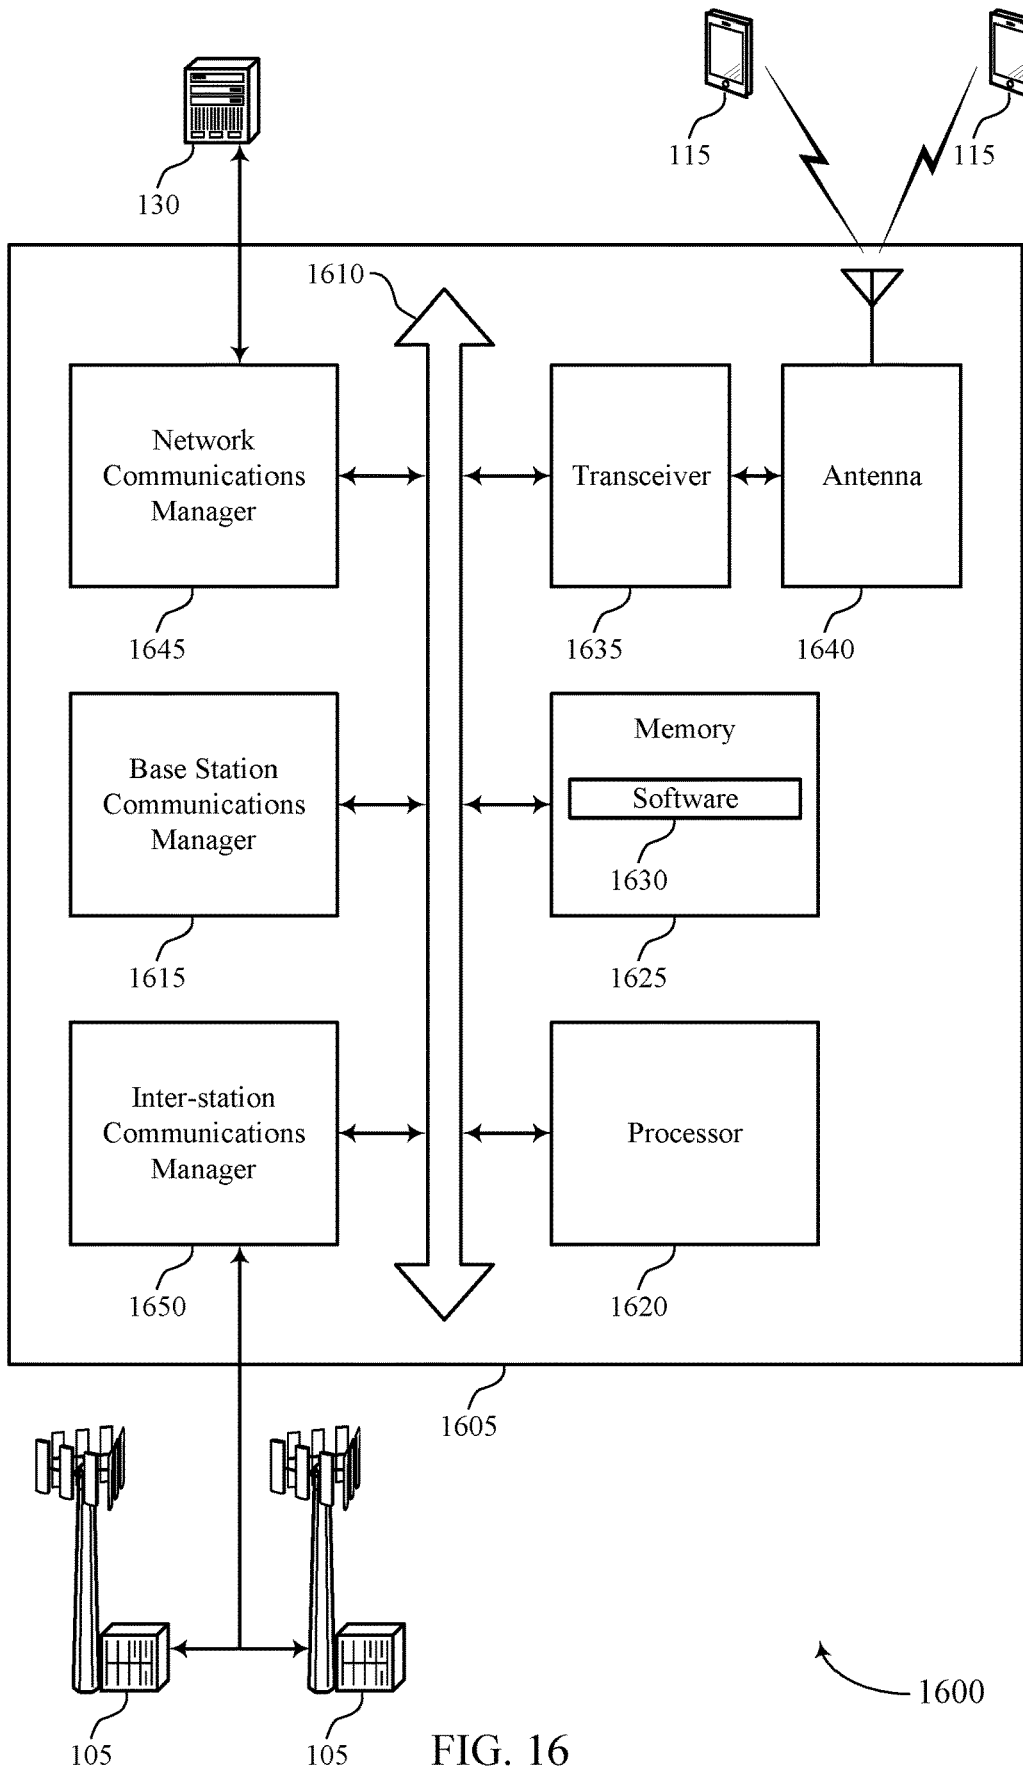 115
115
130
1610
Network
Communications
Manager
Transceiver
Antenna
1645
1635
1640
Base Station
Communications
Manager
Memory
Software
1630
1615
1625
Inter-station
Communications
Manager
Processor
1650
1620
1605
1600
105
105
FIG. 16